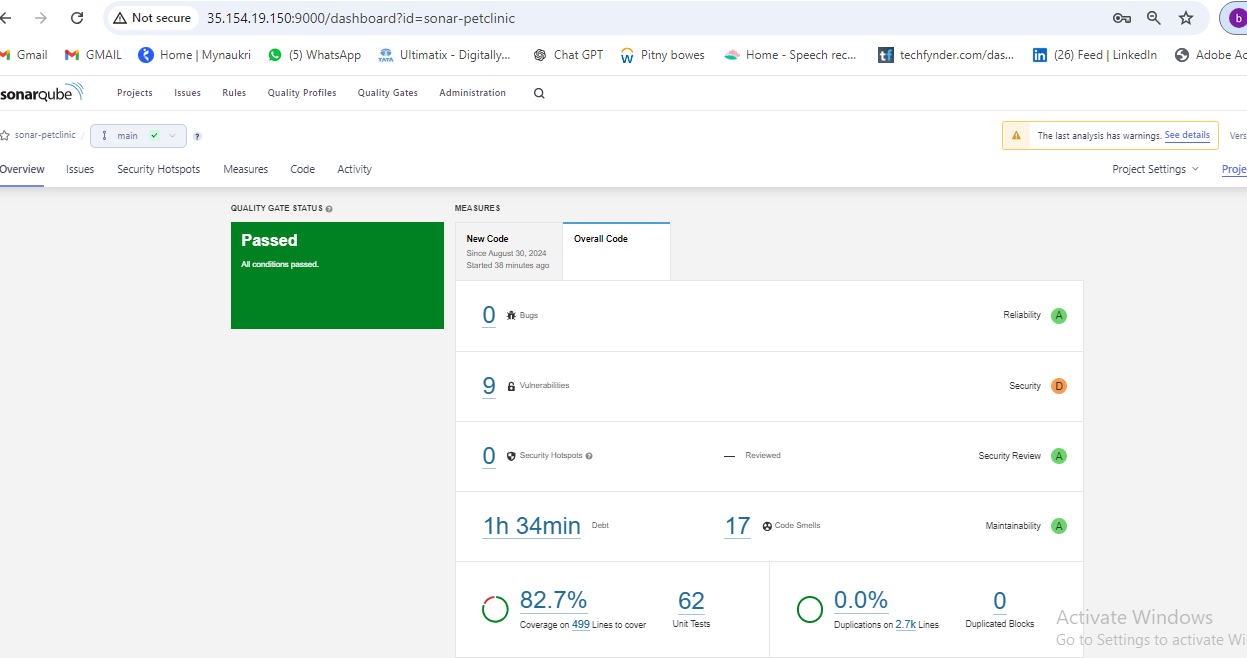 Not secure 35.154.19.150:9000/dashboard?id=sonar-petclinic b
Gmail GMAIL Home | Mynaukri (5) WhatsApp TATA Ultimatix - Digitally... Chat GPT Pitny bowes Home - Speech rec... tf techfynder.com/das... in (26) Feed | LinkedIn Adobe Ac
sonarqube Projects Issues Rules Quality Profiles Quality Gates Administration
sonar-petclinic / main ? The last analysis has warnings. See details Vers
Overview Issues Security Hotspots Measures Code Activity Project Settings Proje
QUALITY GATE STATUS ? MEASURES
Passed
All conditions passed.
New Code
Since August 30, 2024
Started 38 minutes ago
Overall Code
0 Bugs Reliability A
9 Vulnerabilities Security D
0 Security Hotspots ? — Reviewed Security Review A
1h 34min Debt 17 Code Smells Maintainability A
82.7%
Coverage on 499 Lines to cover
62
Unit Tests
0.0%
Duplications on 2.7k Lines
0
Duplicated Blocks
Activate Windows
Go to Settings to activate Wi